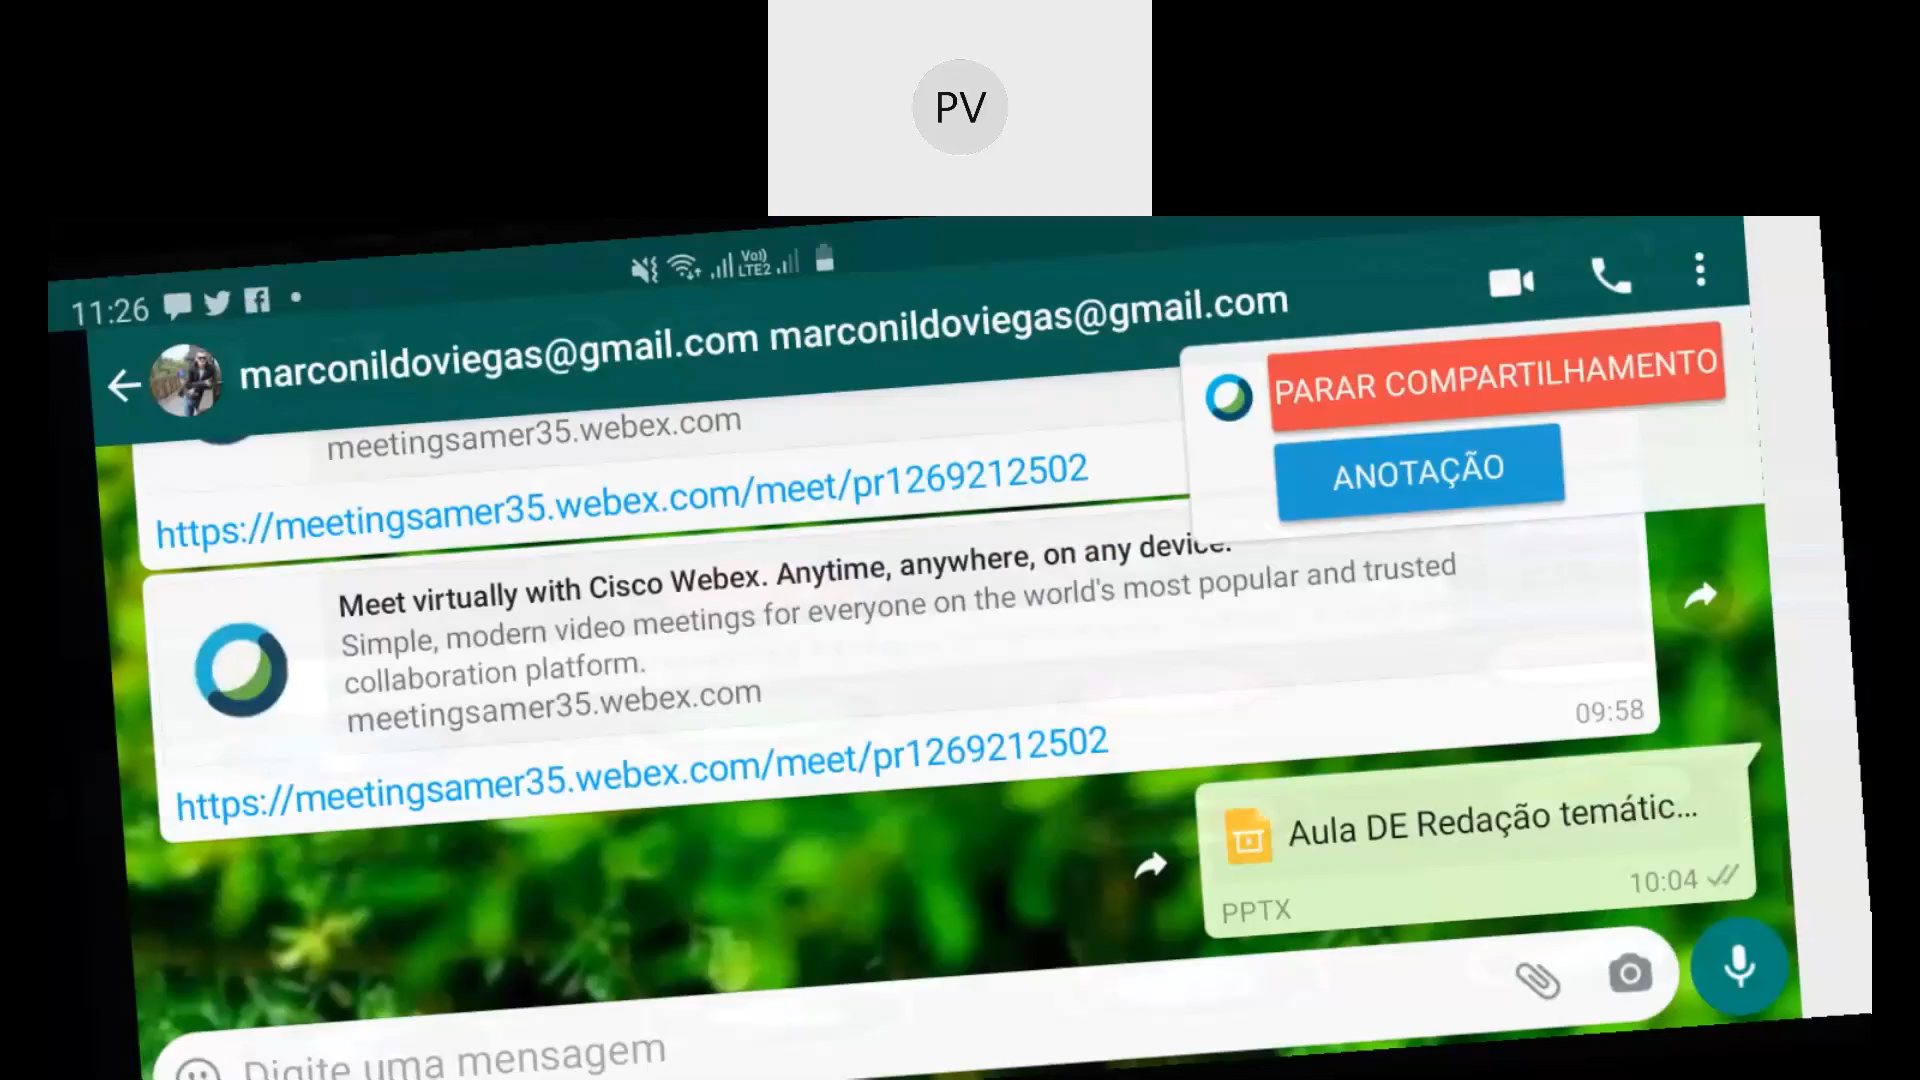 PV
11:26
Vo)
LTE2
marconildoviegas@gmail.com marconildoviegas@gmail.com
PARAR COMPARTILHAMENTO
ANOTAÇÃO
meetingsamer35.webex.com
https://meetingsamer35.webex.com/meet/pr1269212502
Meet virtually with Cisco Webex. Anytime, anywhere, on any device.
Simple, modern video meetings for everyone on the world's most popular and trusted
collaboration platform.
meetingsamer35.webex.com
09:58
https://meetingsamer35.webex.com/meet/pr1269212502
Aula DE Redação temátic...
10:04
PPTX
Digite uma mensagem